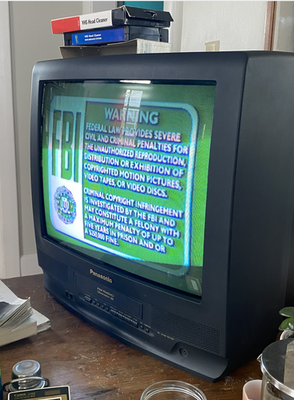 VHS Head Cleaner
VHS Head Cleaner
FBI
WARNING
FEDERAL LAW PROVIDES SEVERE
CIVIL AND CRIMINAL PENALTIES FOR
THE UNAUTHORIZED REPRODUCTION,
DISTRIBUTION OR EXHIBITION OF
COPYRIGHTED MOTION PICTURES,
VIDEO TAPES, OR VIDEO DISCS.
CRIMINAL COPYRIGHT INFRINGEMENT
IS INVESTIGATED BY THE FBI AND
MAY CONSTITUTE A FELONY WITH
A MAXIMUM PENALTY OF UP TO
FIVE YEARS IN PRISON AND OR
A $250,000 FINE.
Panasonic